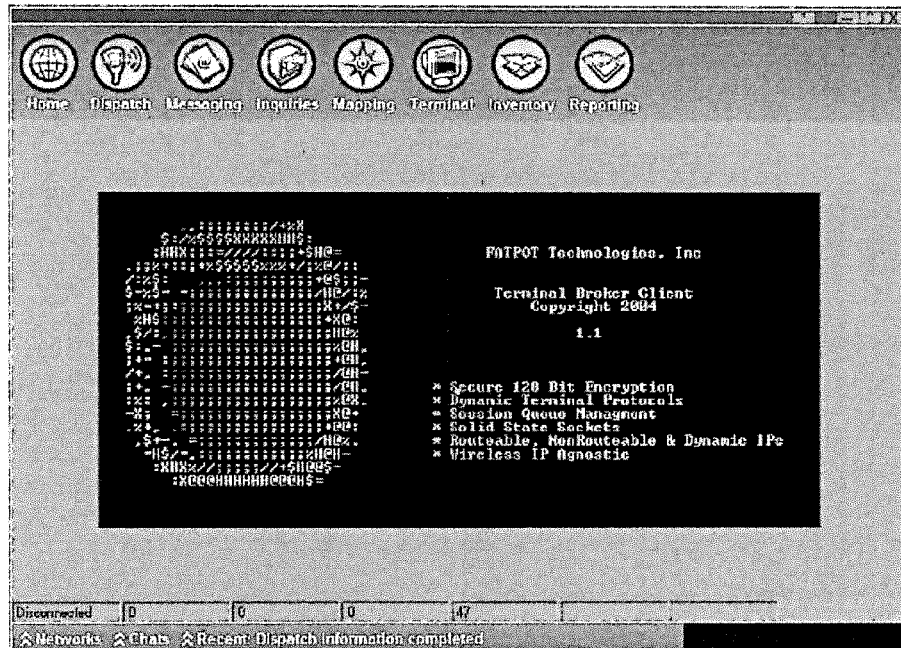 Home Dispatch Messaging Inquiries Mapping Terminal Inventory Reporting
FATPOT Technologies, Inc
Terminal Broker Client
Copyright 2004
1.1
* Secure 128 Bit Encryption
* Dynamic Terminal Protocols
* Session Queue Managment
* Solid State Sockets
* Routeable, NonRouteable & Dynamic IPs
* Wireless IP Agnostic
Disconnected 0 0 0 47
Networks Chats Recent: Dispatch Information completed